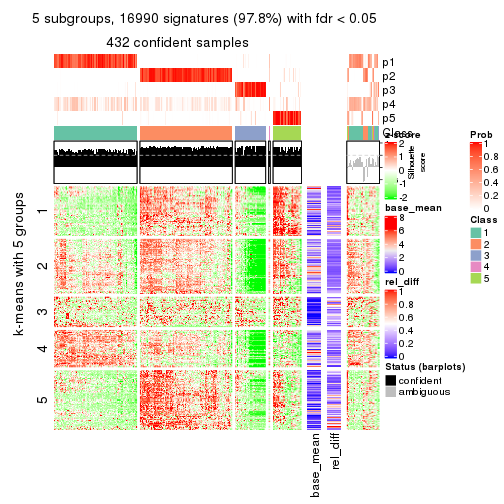 5 subgroups, 16990 signatures (97.8%) with fdr < 0.05
432 confident samples
p1
p2
p3
p4
p5
Class
z-score
2
1
0
-1
-2
Silhouette
score
1
2
3
4
5
k-means with 5 groups
base_mean
8
6
4
2
0
rel_diff
1
0.8
0.6
0.4
0.2
0
Prob
1
0.8
0.6
0.4
0.2
0
Class
1
2
3
4
5
Status (barplots)
confident
ambiguous
base_mean
rel_diff